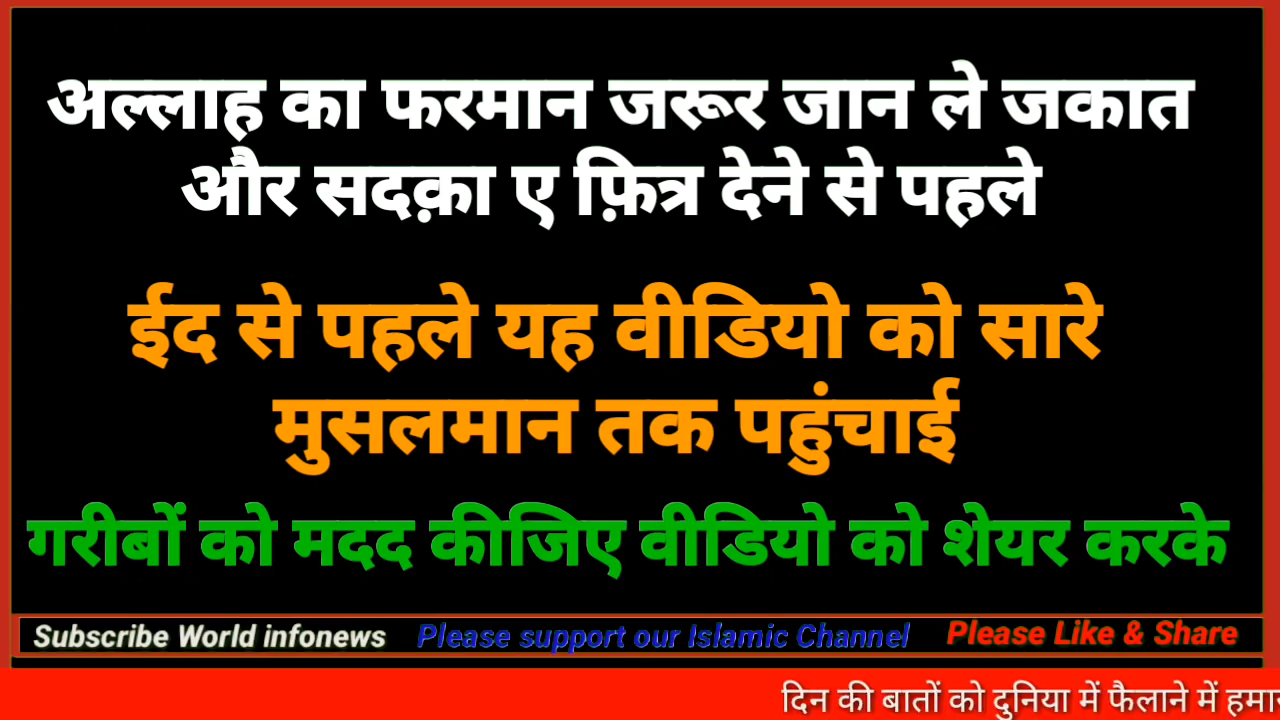 अल्लाह का फरमान जरूर जान ले जकात
और सदक़ा ए फ़ित्र देने से पहले
ईद से पहले यह वीडियो को सारे
मुसलमान तक पहुंचाई
गरीबों को मदद कीजिए वीडियो को शेयर करके
Subscribe World infonews Please support our Islamic Channel Please Like & Share
दिन की बातों को दुनिया में फैलाने में